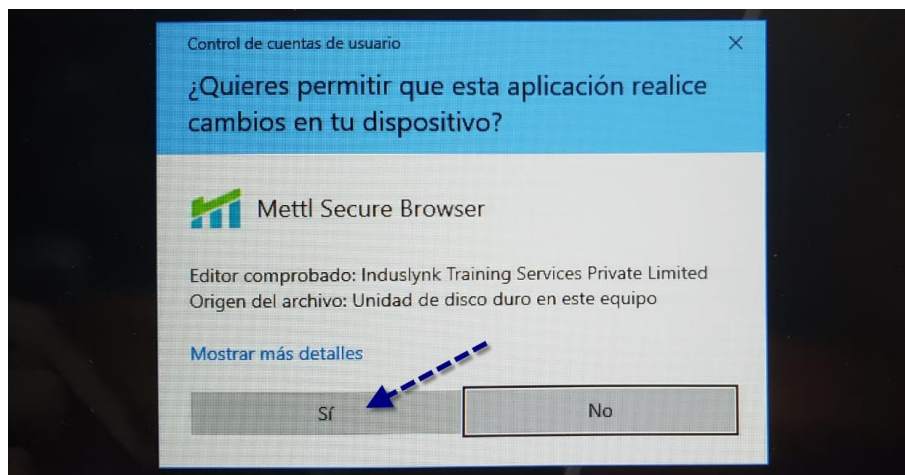 Control de cuentas de usuario
¿Quieres permitir que esta aplicación realice
cambios en tu dispositivo?
Mettl Secure Browser
Editor comprobado: Induslynk Training Services Private Limited
Origen del archivo: Unidad de disco duro en este equipo
Mostrar más detalles
Sí
No